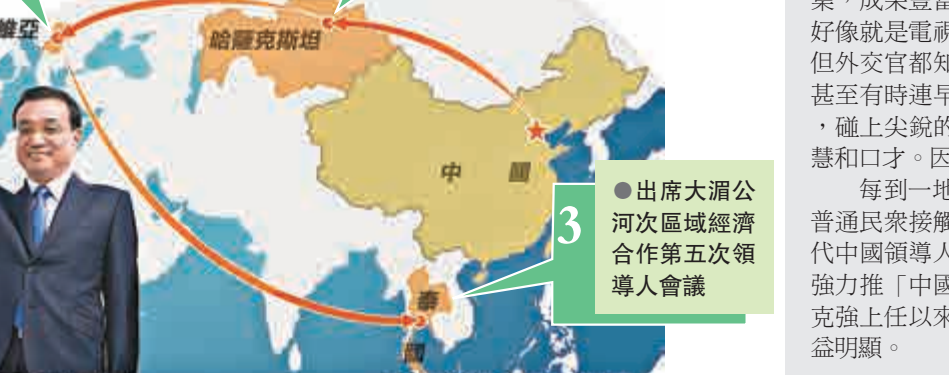 維亞
哈薩克斯坦
中國
泰國
3
●出席大湄公
河次區域經濟
合作第五次領
導人會議
業，成果豐富
好像就是電視
但外交官都知
甚至有時連早
，碰上尖銳的
慧和口才。因
每到一地
普通民衆接觸
代中國領導人
強力推「中國
克強上任以來
益明顯。